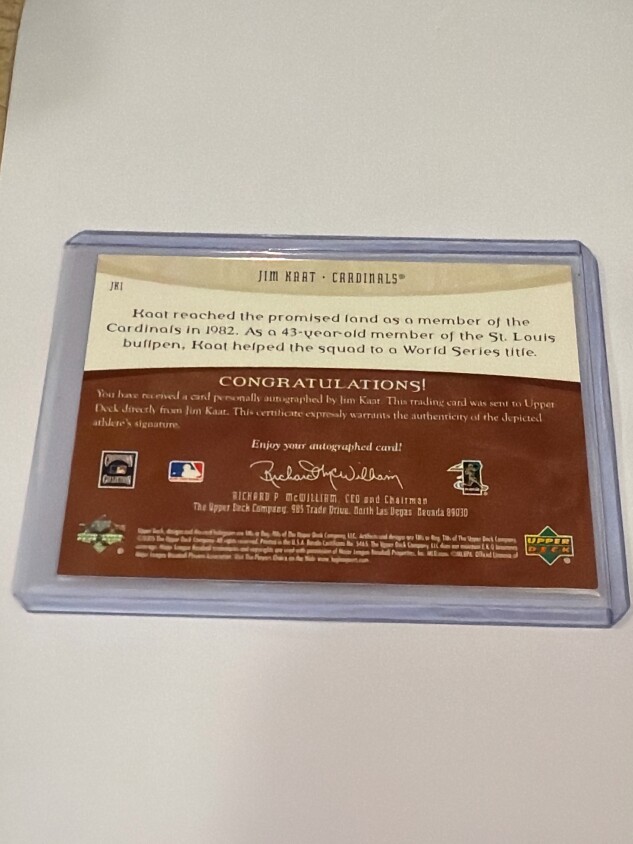 JIM KAAT • CARDINALS®
JK1
Kaat reached the promised land as a member of the
Cardinals in 1982. As a 43-year-old member of the St. Louis
bullpen, Kaat helped the squad to a World Series title.
CONGRATULATIONS!
You have received a card personally autographed by Jim Kaat. This trading card was sent to Upper
Deck directly from Jim Kaat. This certificate expressly warrants the authenticity of the depicted
athlete's signature.
Enjoy your autographed card!
Richard P. McWilliam
RICHARD P. McWILLIAM, CEO and Chairman
The Upper Deck Company, 985 Trade Drive, North Las Vegas, Nevada 89030
COOPERSTOWN
COLLECTION
UPPER
DECK